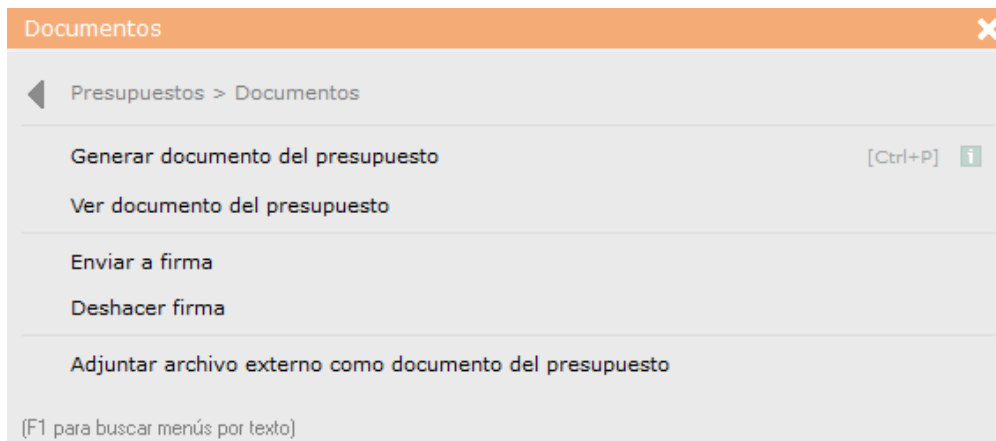 Documentos
Presupuestos > Documentos
Generar documento del presupuesto [Ctrl+P] i
Ver documento del presupuesto
Enviar a firma
Deshacer firma
Adjuntar archivo externo como documento del presupuesto
(F1 para buscar menús por texto)